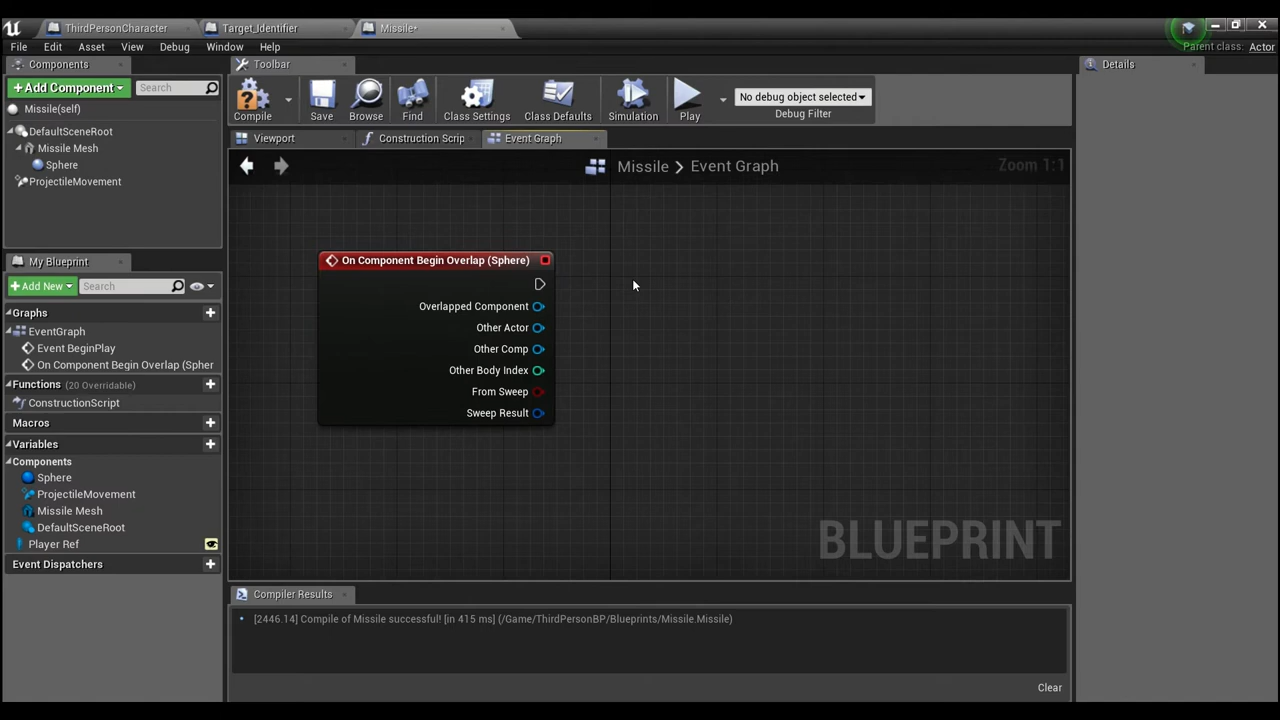 ThirdPersonCharacter
Target_Identifier
Missile*
File
Edit
Asset
View
Debug
Window
Help
Parent class: Actor
Components
+ Add Component
Search
Missile(self)
DefaultSceneRoot
Missile Mesh
Sphere
ProjectileMovement
My Blueprint
+ Add New
Search
Graphs
EventGraph
Event BeginPlay
On Component Begin Overlap (Spher
Functions (20 Overridable)
ConstructionScript
Macros
Variables
Components
Sphere
ProjectileMovement
Missile Mesh
DefaultSceneRoot
Player Ref
Event Dispatchers
Toolbar
Compile
Save
Browse
Find
Class Settings
Class Defaults
Simulation
Play
No debug object selected
Debug Filter
Viewport
Construction Scrip
Event Graph
Missile > Event Graph
Zoom 1:1
On Component Begin Overlap (Sphere)
Overlapped Component
Other Actor
Other Comp
Other Body Index
From Sweep
Sweep Result
BLUEPRINT
Compiler Results
[2446.14] Compile of Missile successful! [in 415 ms] (/Game/ThirdPersonBP/Blueprints/Missile.Missile)
Clear
Details